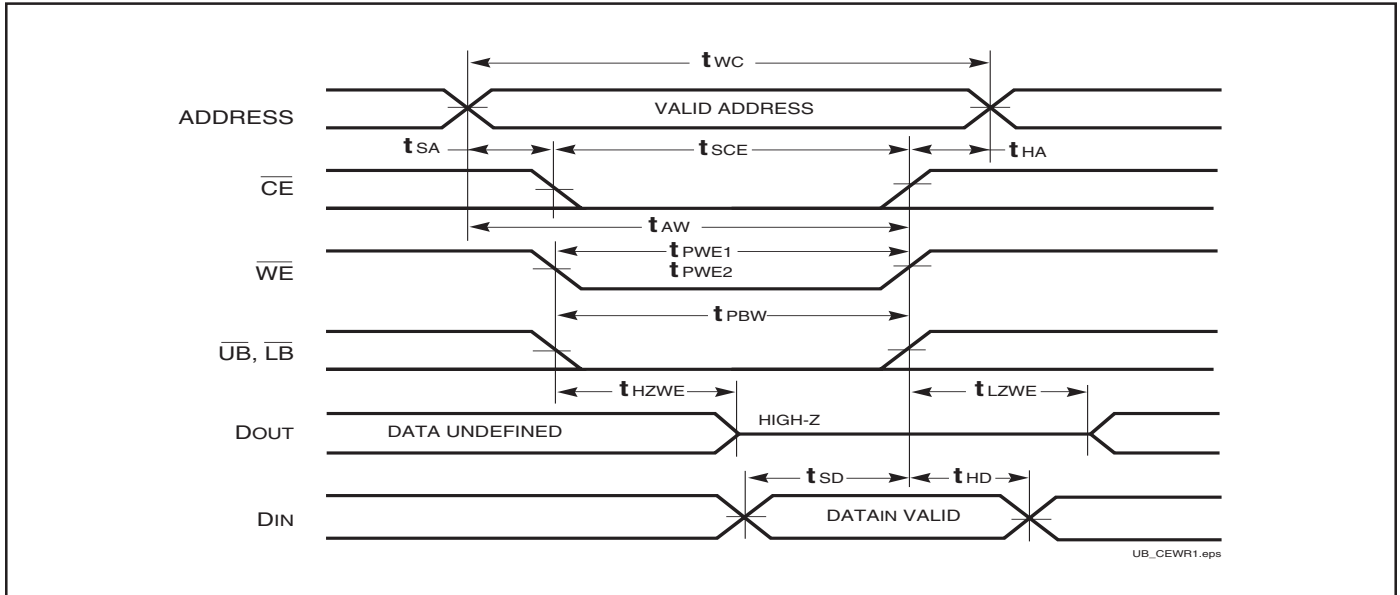 tWC
ADDRESS
VALID ADDRESS
tSA
tSCE
tHA
CE
tAW
tPWE1
WE
tPWE2
tPBW
UB, LB
tHZWE
tLZWE
DOUT
DATA UNDEFINED
HIGH-Z
tSD
tHD
DIN
DATAIN VALID
UB_CEWR1.eps